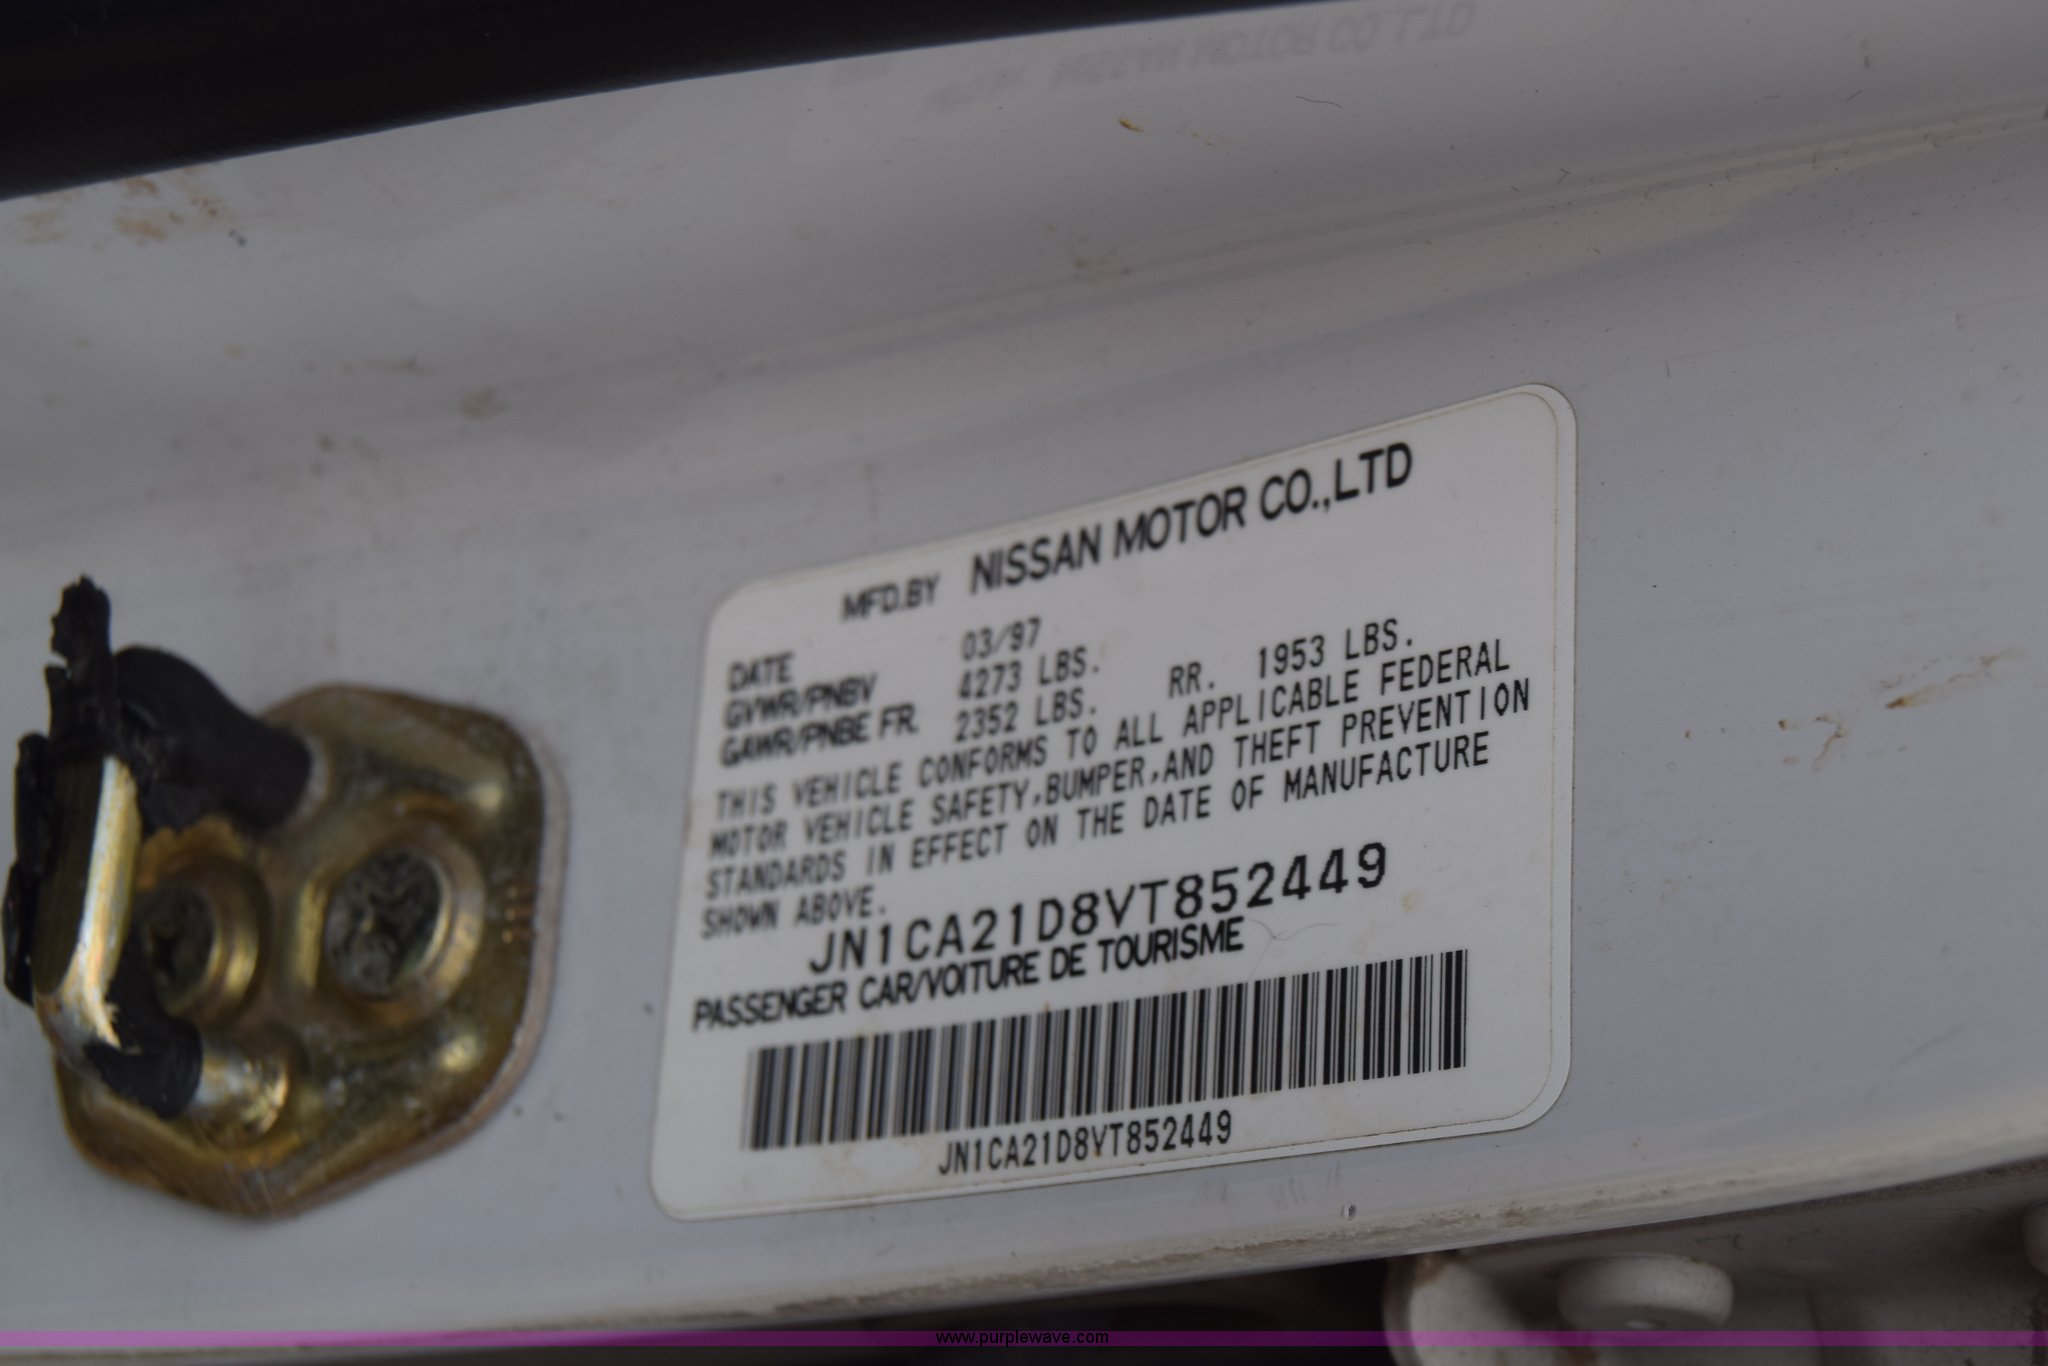 MFD.BY NISSAN MOTOR CO.,LTD
DATE 03/97
GVWR/PNBV 4273 LBS.
GAWR/PNBE FR. 2352 LBS. RR. 1953 LBS.
THIS VEHICLE CONFORMS TO ALL APPLICABLE FEDERAL
MOTOR VEHICLE SAFETY,BUMPER,AND THEFT PREVENTION
STANDARDS IN EFFECT ON THE DATE OF MANUFACTURE
SHOWN ABOVE.
JN1CA21D8VT852449
PASSENGER CAR/VOITURE DE TOURISME
JN1CA21D8VT852449
www.purplewave.com